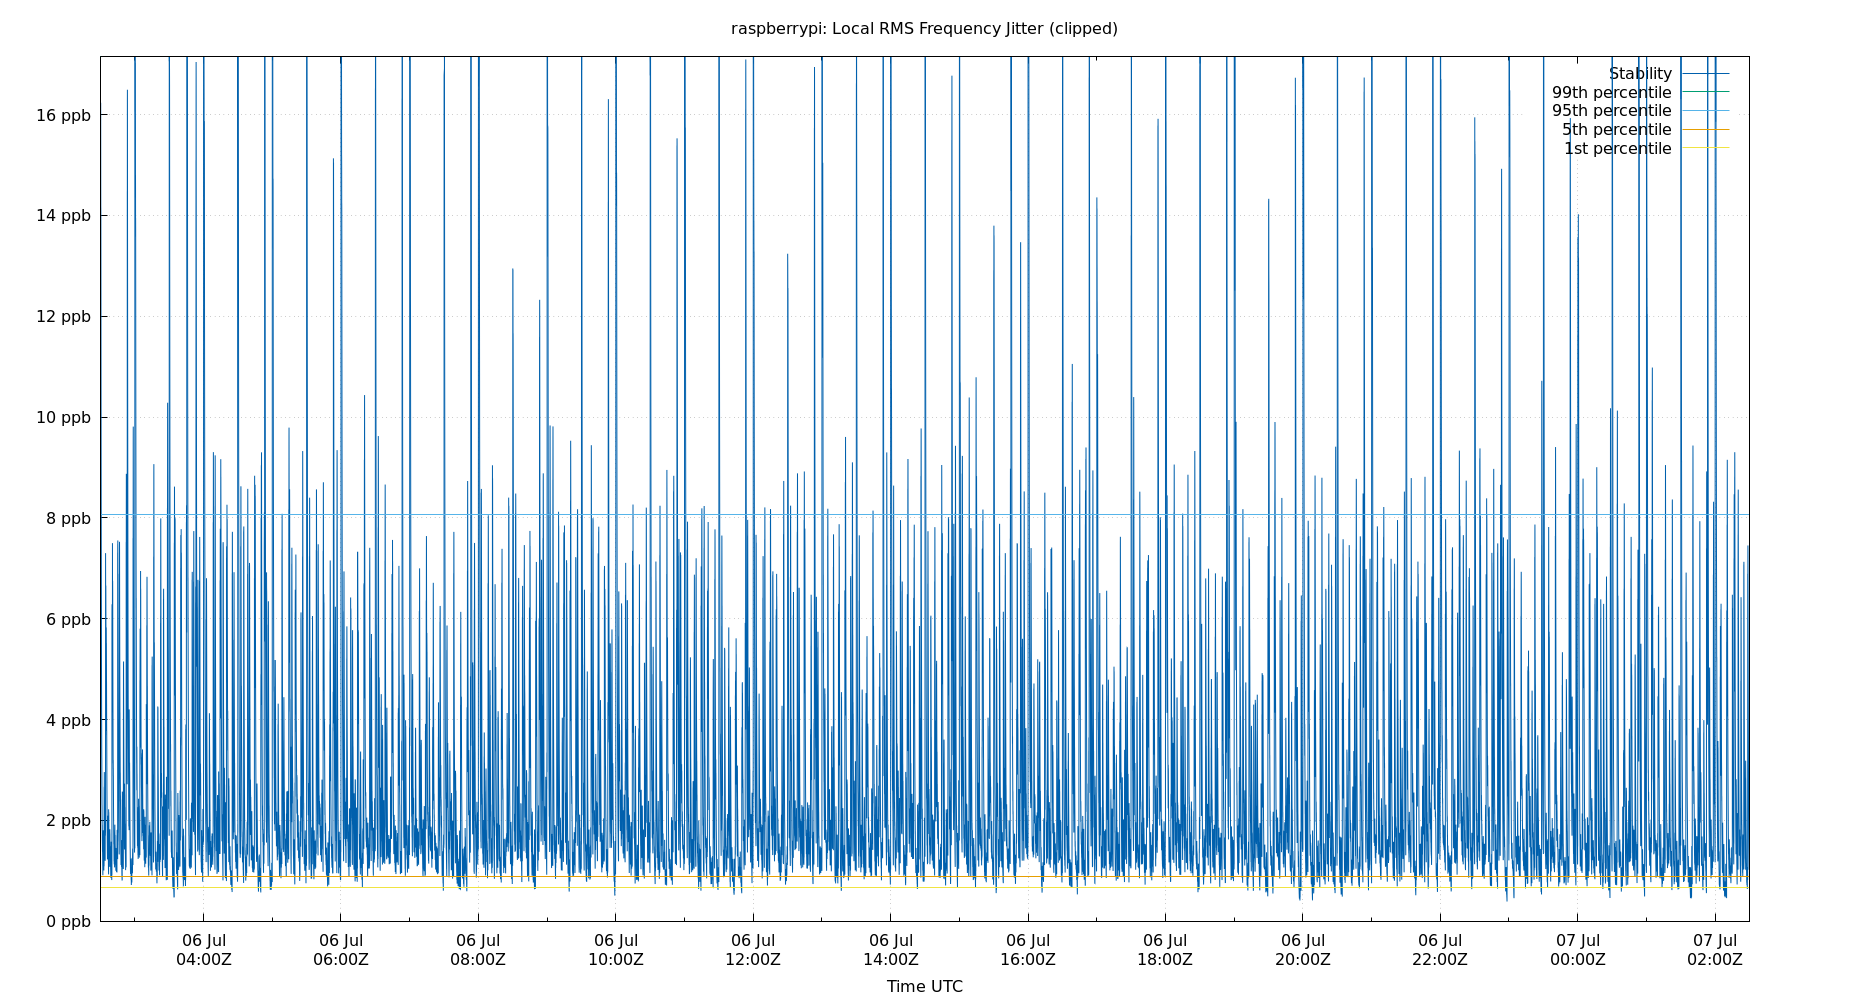 raspberrypi: Local RMS Frequency Jitter (clipped)
Stability
99th percentile
95th percentile
5th percentile
1st percentile
16 ppb
14 ppb
12 ppb
10 ppb
8 ppb
6 ppb
4 ppb
2 ppb
0 ppb
06 Jul 06 Jul 06 Jul 06 Jul 06 Jul 06 Jul 06 Jul 06 Jul 06 Jul 06 Jul 07 Jul 07 Jul
04:00Z 06:00Z 08:00Z 10:00Z 12:00Z 14:00Z 16:00Z 18:00Z 20:00Z 22:00Z 00:00Z 02:00Z
Time UTC